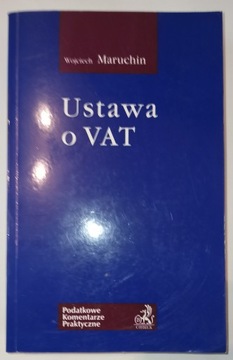 Wojciech Maruchin
Ustawa
o VAT
Podatkowe
Komentarze
Praktyczne
C·H·BECK